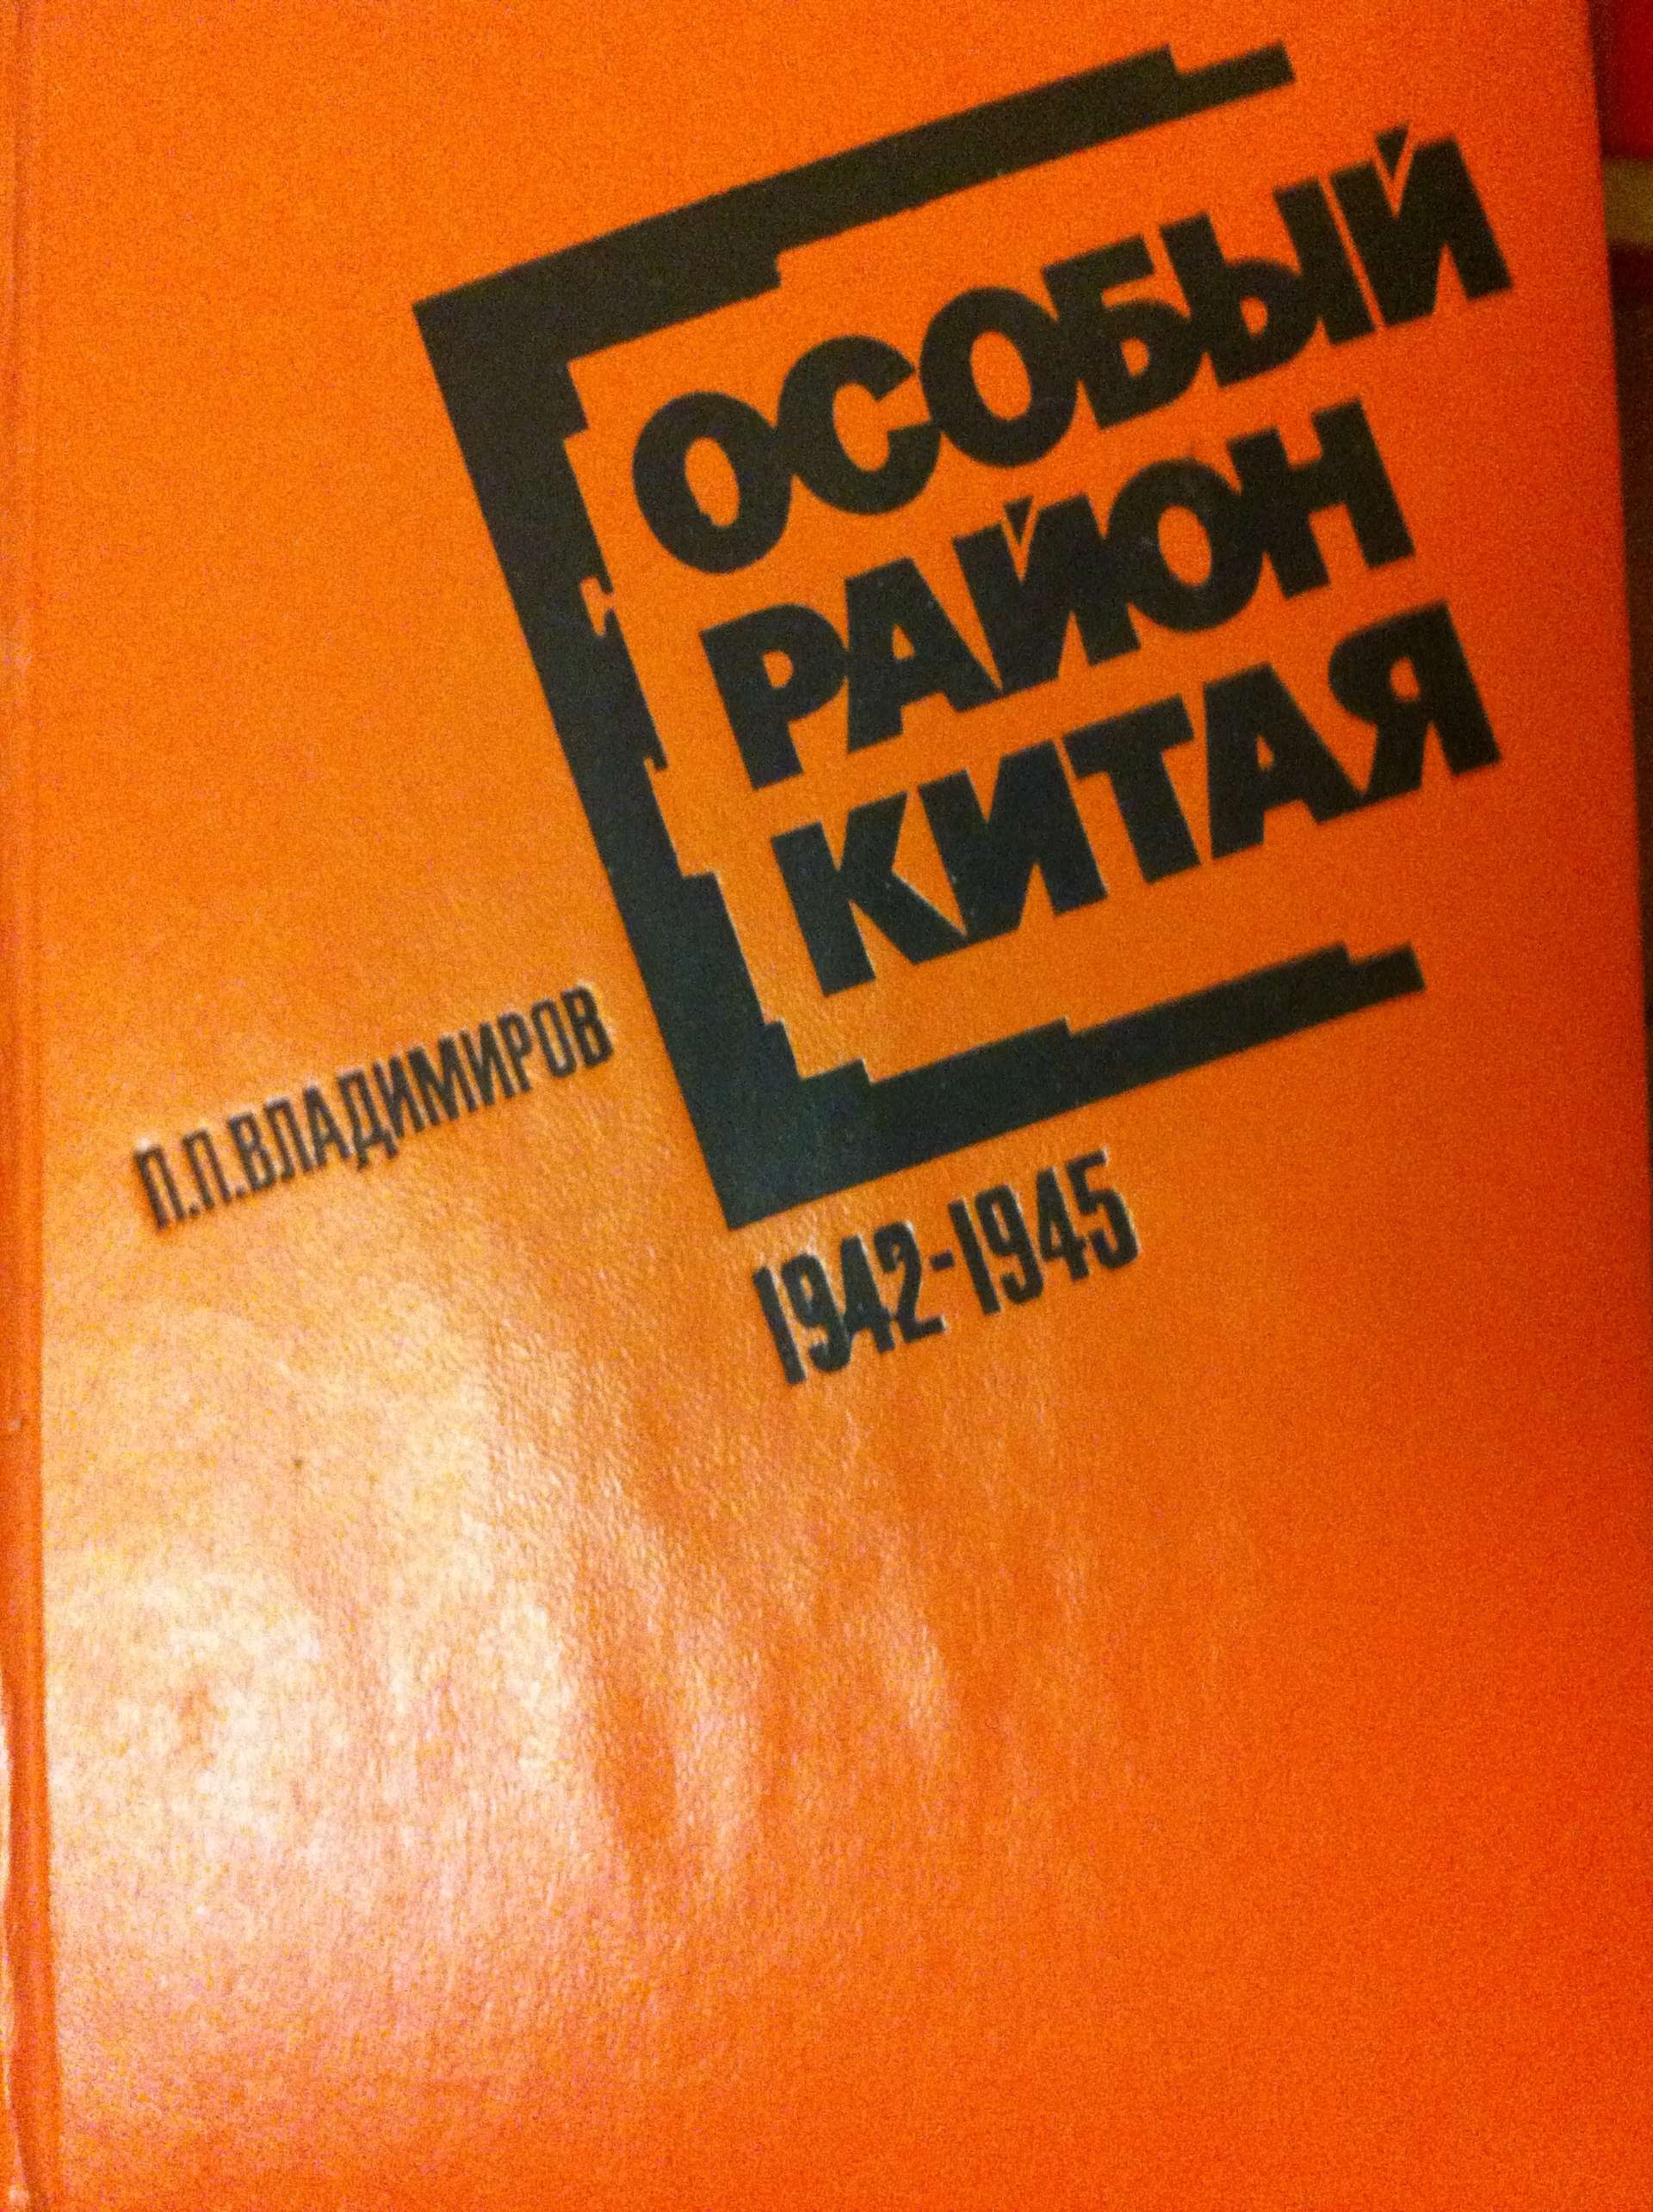 ОСОБЫЙ
РАЙОН
КИТАЯ
П.П.ВЛАДИМИРОВ
1942-1945